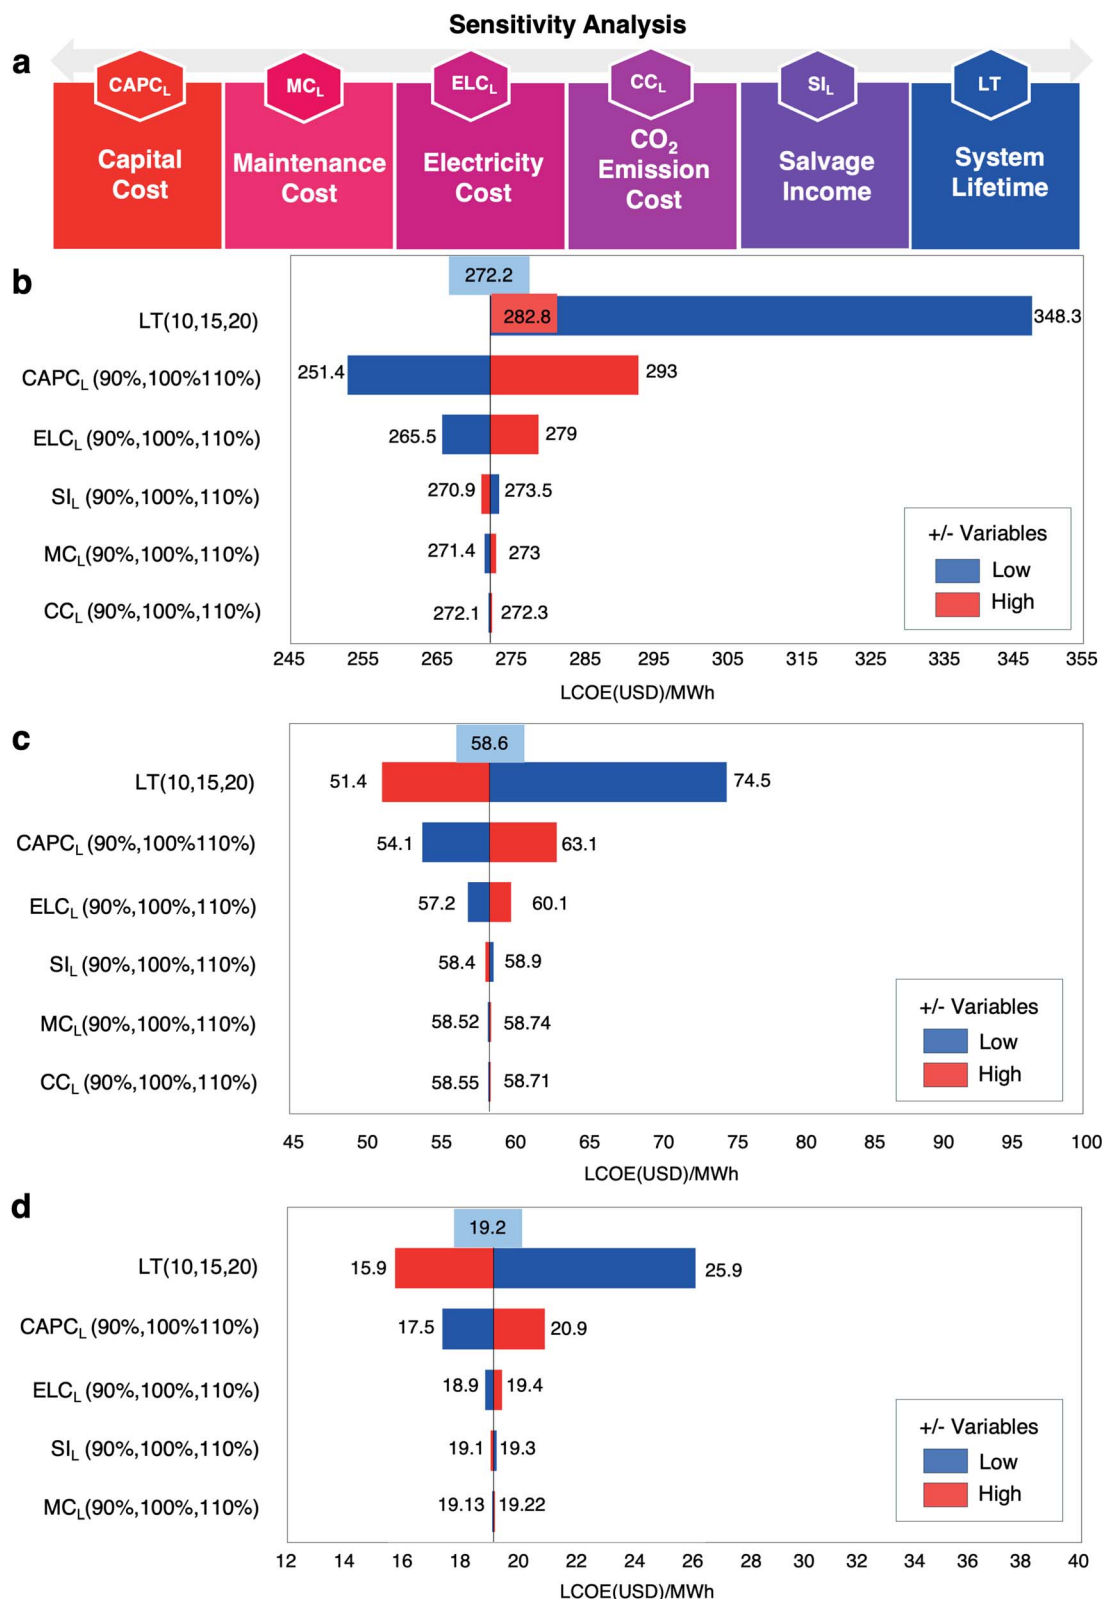 Sensitivity Analysis
a
CAPCL MCL ELCL CCL SIL LT
Capital
Cost
Maintenance
Cost
Electricity
Cost
CO2
Emission
Cost
Salvage
Income
System
Lifetime
b
272.2
LT(10,15,20) 282.8 348.3
CAPCL (90%,100%110%) 251.4 293
ELCL (90%,100%,110%) 265.5 279
SIL (90%,100%,110%) 270.9 273.5
MCL(90%,100%,110%) 271.4 273
CCL (90%,100%,110%) 272.1 272.3
+/- Variables
Low
High
245 255 265 275 285 295 305 315 325 335 345 355
LCOE(USD)/MWh
c
58.6
LT(10,15,20) 51.4 74.5
CAPCL (90%,100%110%) 54.1 63.1
ELCL (90%,100%,110%) 57.2 60.1
SIL (90%,100%,110%) 58.4 58.9
MCL(90%,100%,110%) 58.52 58.74
CCL (90%,100%,110%) 58.55 58.71
+/- Variables
Low
High
45 50 55 60 65 70 75 80 85 90 95 100
LCOE(USD)/MWh
d
19.2
LT(10,15,20) 15.9 25.9
CAPCL (90%,100%110%) 17.5 20.9
ELCL (90%,100%,110%) 18.9 19.4
SIL (90%,100%,110%) 19.1 19.3
MCL(90%,100%,110%) 19.13 19.22
+/- Variables
Low
High
12 14 16 18 20 22 24 26 28 30 32 34 36 38 40
LCOE(USD)/MWh